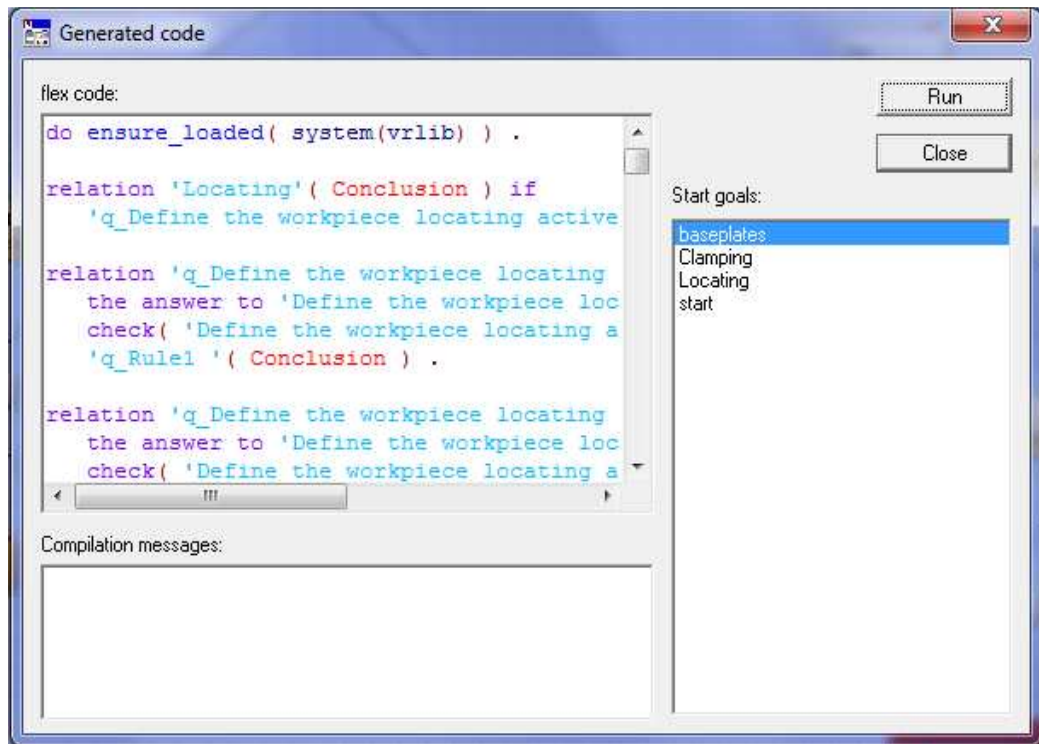 Generated code
flex code:
do ensure_loaded( system(vrlib) ) .
relation 'Locating'( Conclusion ) if
'q_Define the workpiece locating active
relation 'q_Define the workpiece locating
the answer to 'Define the workpiece loc
check( 'Define the workpiece locating a
'q_Rule1 '( Conclusion ) .
relation 'q_Define the workpiece locating
the answer to 'Define the workpiece loc
check( 'Define the workpiece locating a
Compilation messages:
Run
Close
Start goals:
baseplates
Clamping
Locating
start